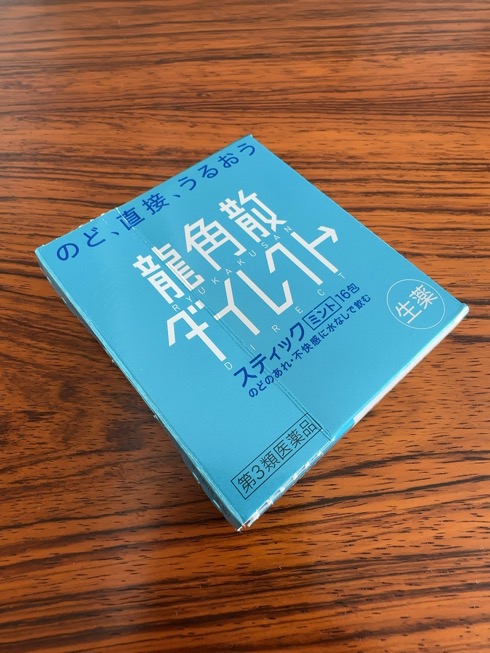 のど、直接、うるおう
龍角散
RYUKAKUSAN
ダイレクト
DIRECT
スティック ミント 16包
のどのあれ・不快感に水なしで飲む
生薬
第3類医薬品